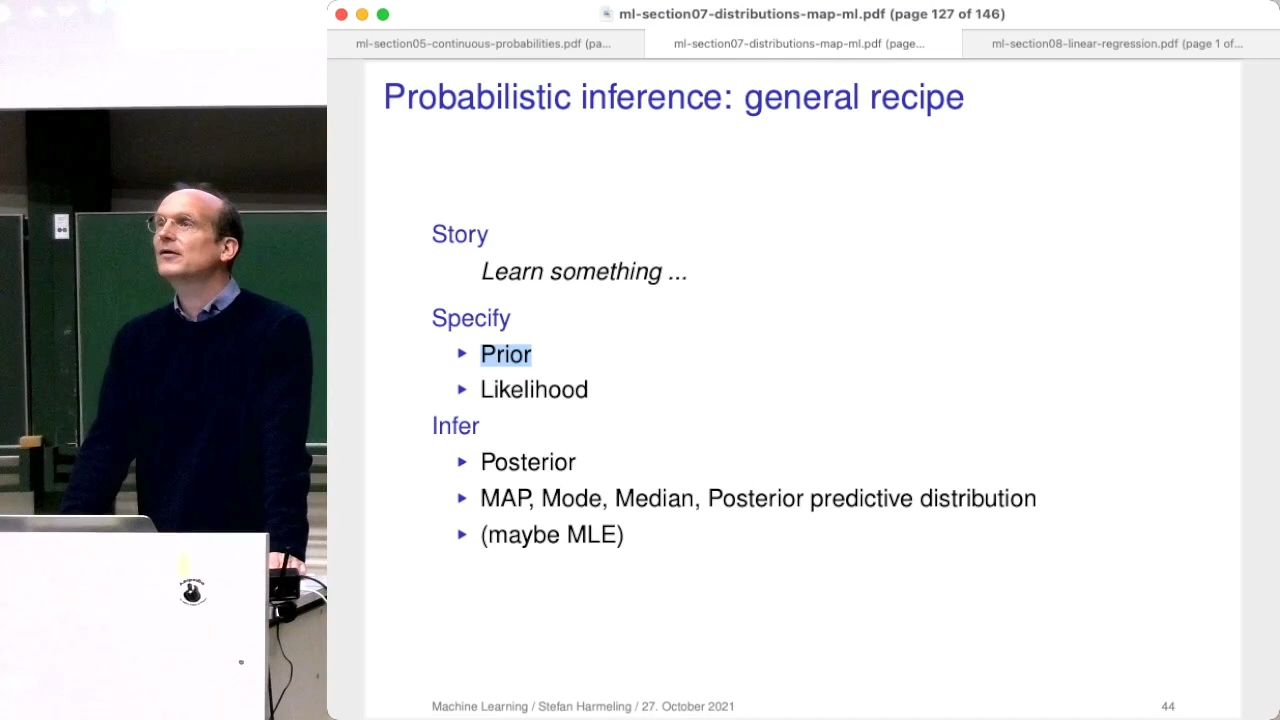 ml-section07-distributions-map-ml.pdf (page 127 of 146)
ml-section05-continuous-probabilities.pdf (pa...
ml-section07-distributions-map-ml.pdf (page...
ml-section08-linear-regression.pdf (page 1 of...
Probabilistic inference: general recipe
Story
Learn something ...
Specify
Prior
Likelihood
Infer
Posterior
MAP, Mode, Median, Posterior predictive distribution
(maybe MLE)
Machine Learning / Stefan Harmeling / 27. October 2021
44